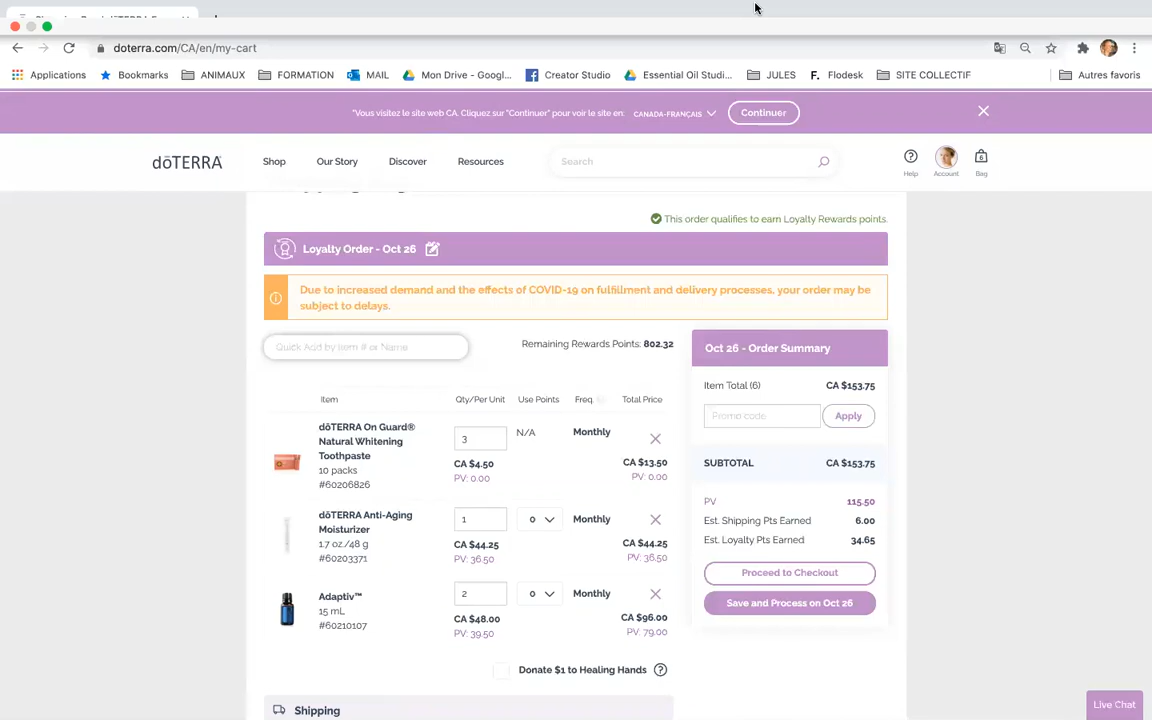 doterra.com/CA/en/my-cart
Applications Bookmarks ANIMAUX FORMATION MAIL Mon Drive - Googl... Creator Studio Essential Oil Studi... JULES F. Flodesk SITE COLLECTIF Autres favoris
"Vous visitez le site web CA. Cliquez sur "Continuer" pour voir le site en: CANADA-FRANÇAIS Continuer
dōTERRA Shop Our Story Discover Resources Search Help Account Bag
6
This order qualifies to earn Loyalty Rewards points.
Loyalty Order - Oct 26
Due to increased demand and the effects of COVID-19 on fulfillment and delivery processes, your order may be
subject to delays.
Quick Add by Item # or Name
Remaining Rewards Points: 802.32
Item Qty/Per Unit Use Points Freq. Total Price
dōTERRA On Guard®
Natural Whitening
Toothpaste
10 packs
#60206826
3
CA $4.50
PV: 0.00
N/A
Monthly
CA $13.50
PV: 0.00
dōTERRA Anti-Aging
Moisturizer
1.7 oz./48 g
#60203371
1
CA $44.25
PV: 36.50
0
Monthly
CA $44.25
PV: 36.50
Adaptiv™
15 mL
#60210107
2
CA $48.00
PV: 39.50
0
Monthly
CA $96.00
PV: 79.00
Donate $1 to Healing Hands
Shipping
Oct 26 - Order Summary
Item Total (6) CA $153.75
Promo code Apply
SUBTOTAL CA $153.75
PV 115.50
Est. Shipping Pts Earned 6.00
Est. Loyalty Pts Earned 34.65
Proceed to Checkout
Save and Process on Oct 26
Live Chat